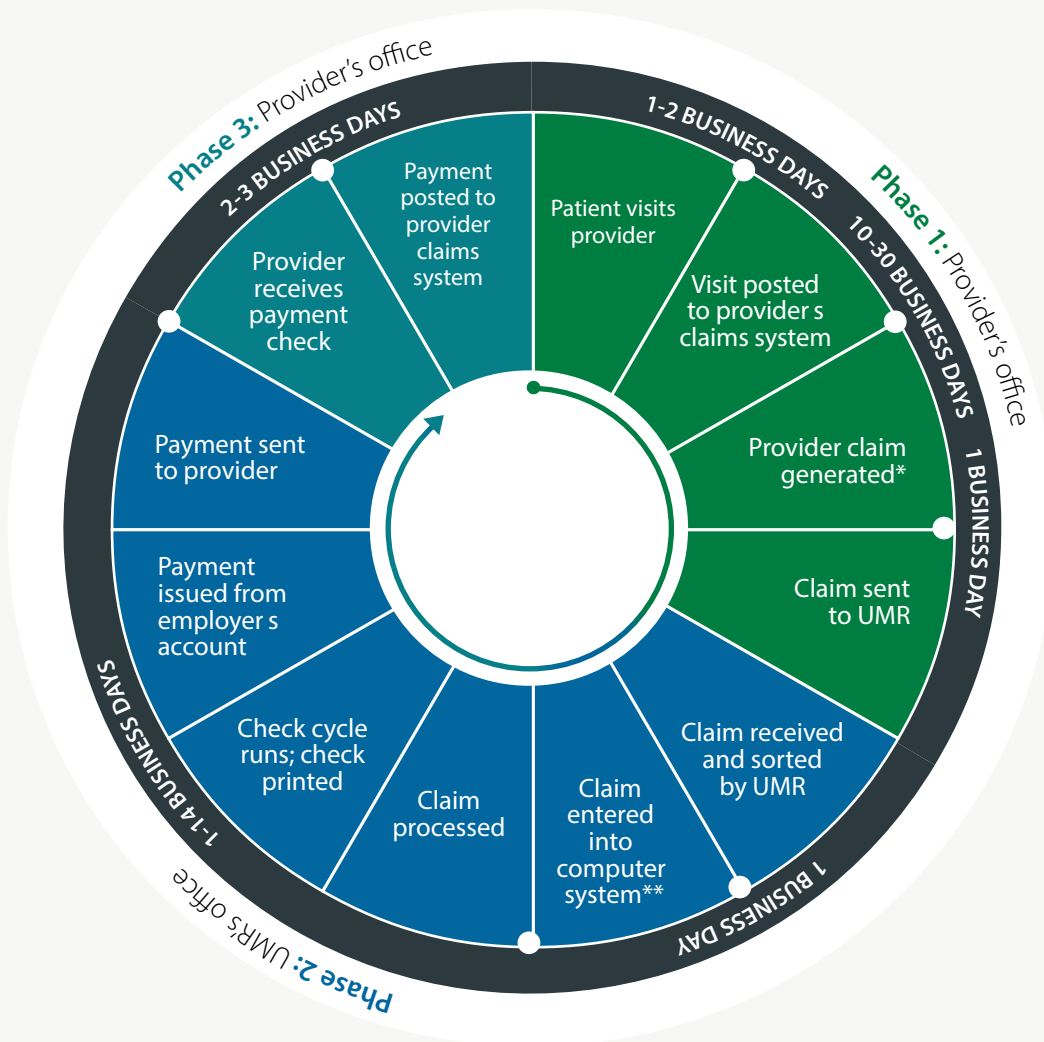 Phase 1: Provider's office
1-2 BUSINESS DAYS
10-30 BUSINESS DAYS
1 BUSINESS DAY
Patient visits
provider
Visit posted
to provider s
claims system
Provider claim
generated*
Claim sent
to UMR
Phase 2: UMR's office
1 BUSINESS DAY
1-14 BUSINESS DAYS
Claim received
and sorted
by UMR
Claim
entered
into
computer
system**
Claim
processed
Check cycle
runs; check
printed
Payment
issued from
employer s
account
Payment sent
to provider
Phase 3: Provider's office
2-3 BUSINESS DAYS
Provider
receives
payment
check
Payment
posted to
provider
claims
system